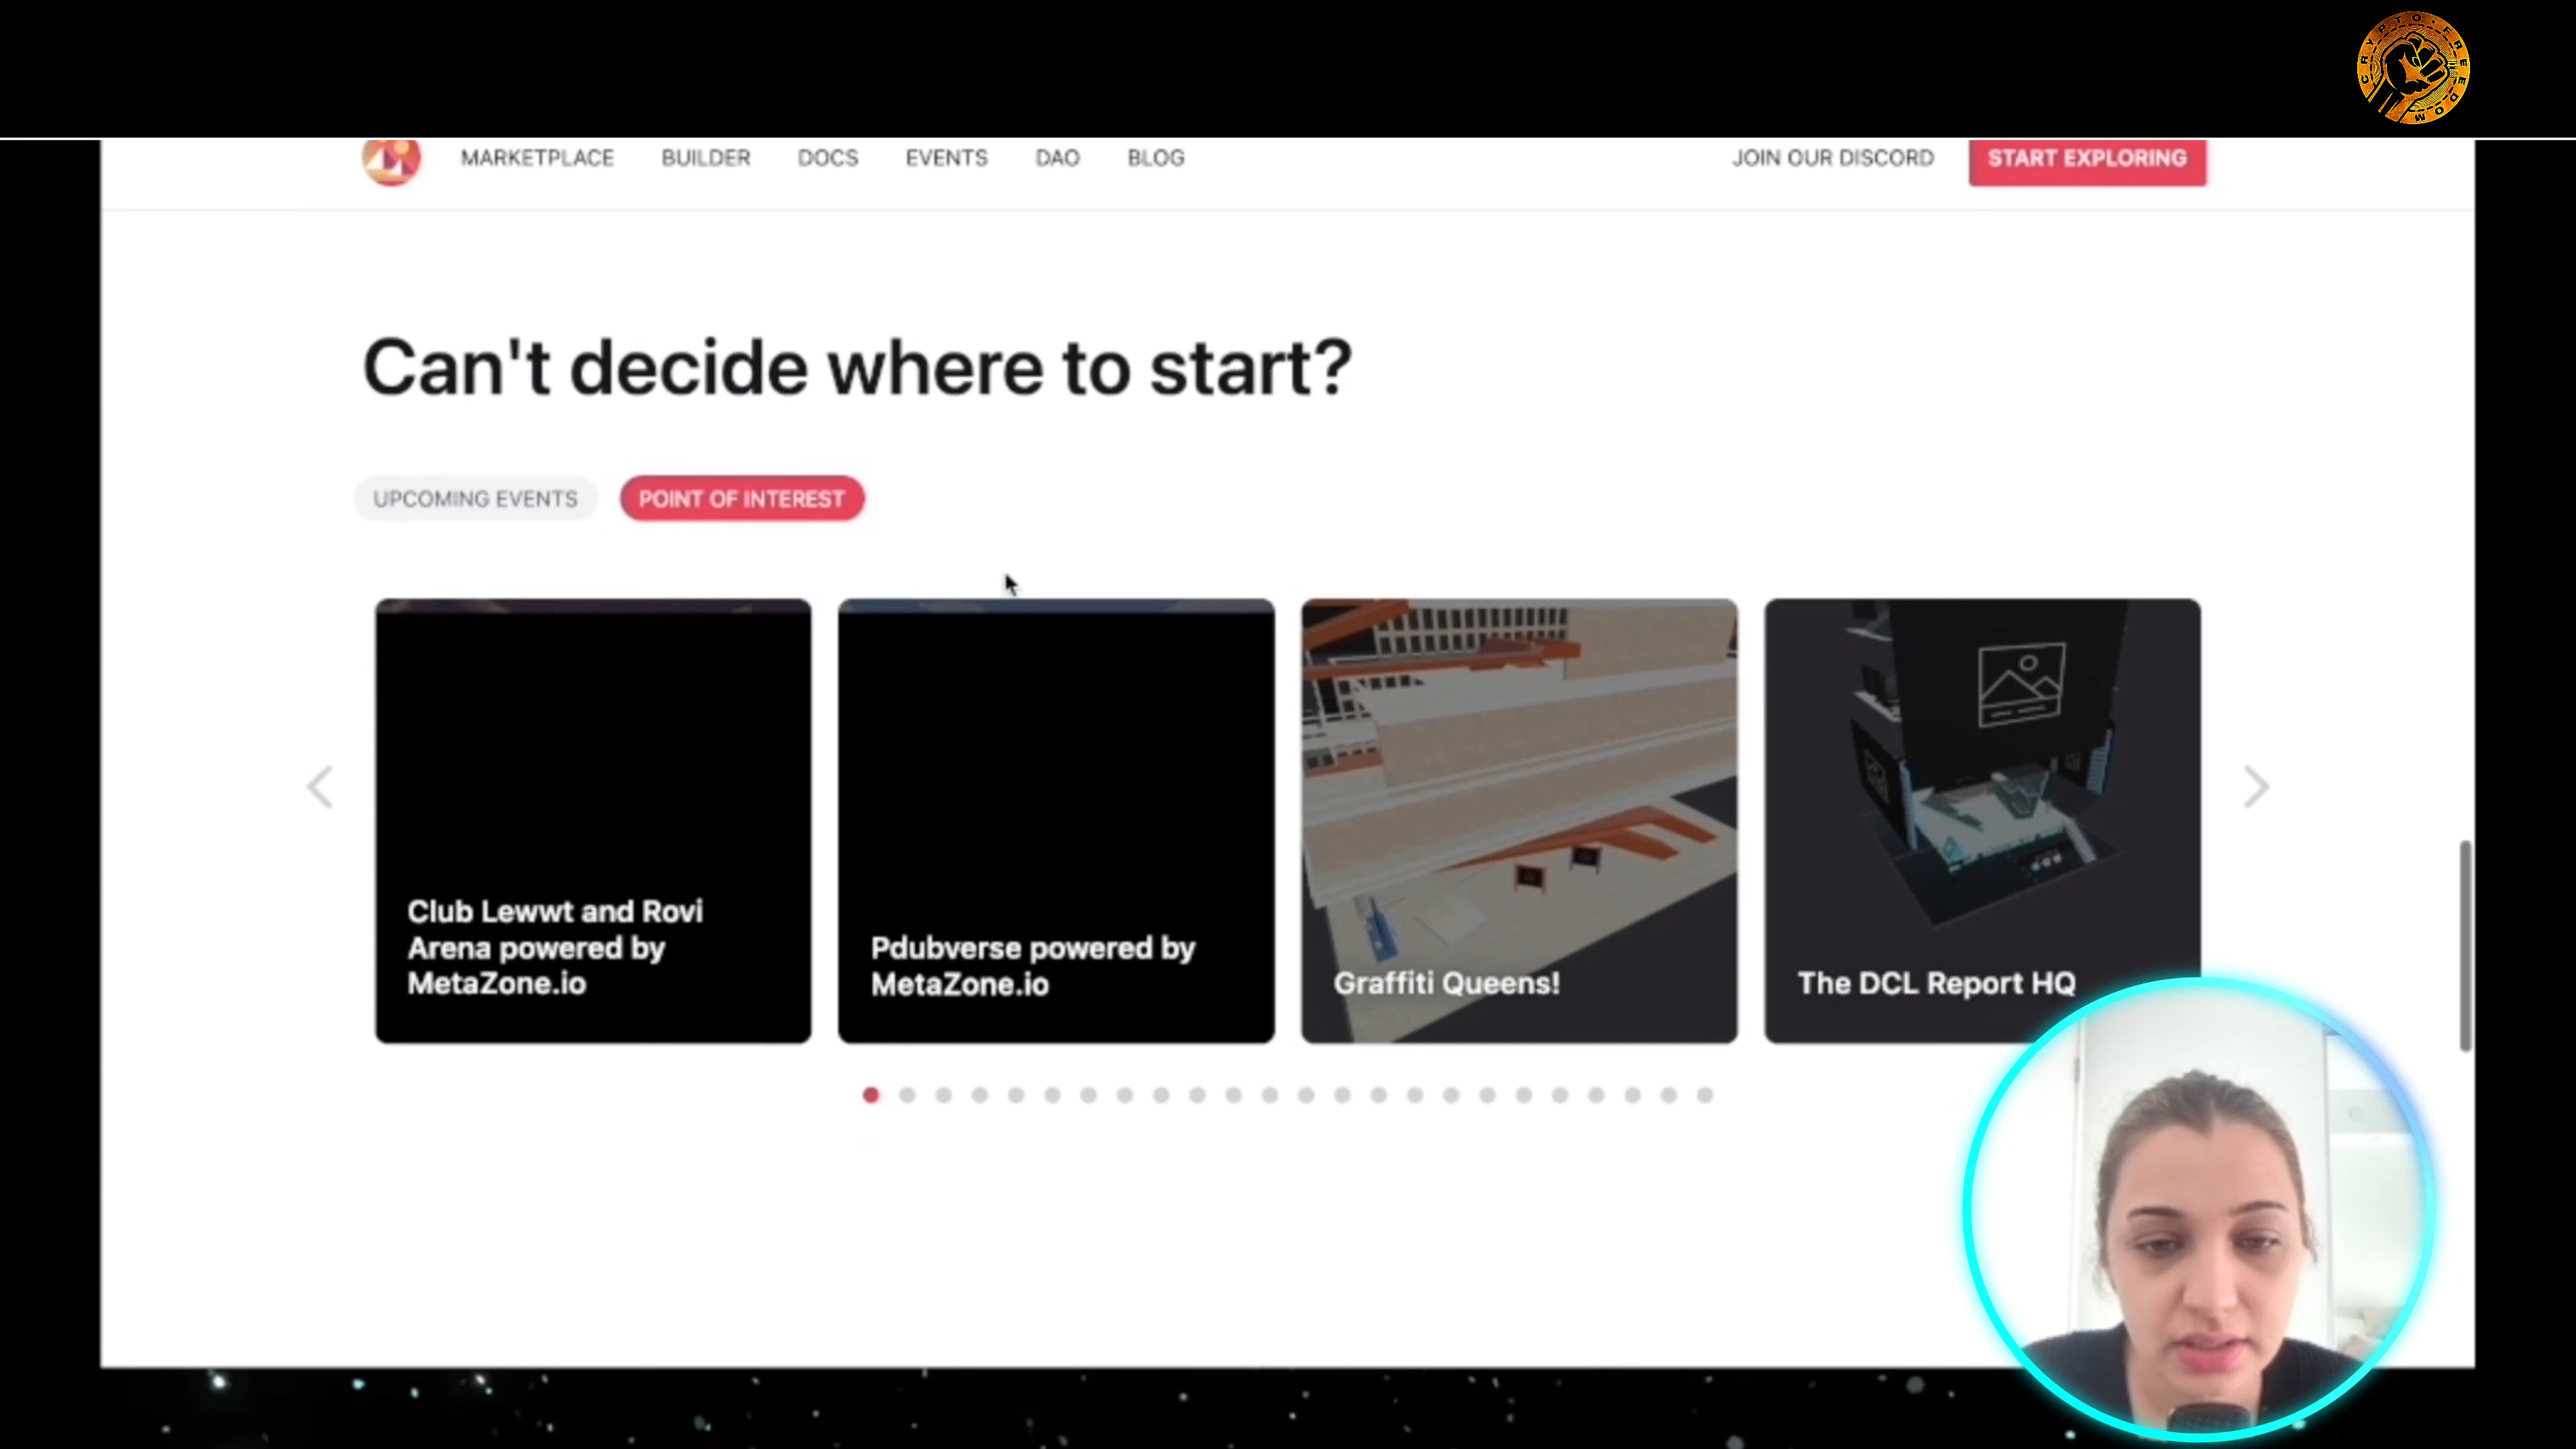 CRYPTO·FREEDOM
MARKETPLACE BUILDER DOCS EVENTS DAO BLOG JOIN OUR DISCORD START EXPLORING
Can't decide where to start?
UPCOMING EVENTS POINT OF INTEREST
Club Lewwt and Rovi
Arena powered by
MetaZone.io
Pdubverse powered by
MetaZone.io
Graffiti Queens!
The DCL Report HQ